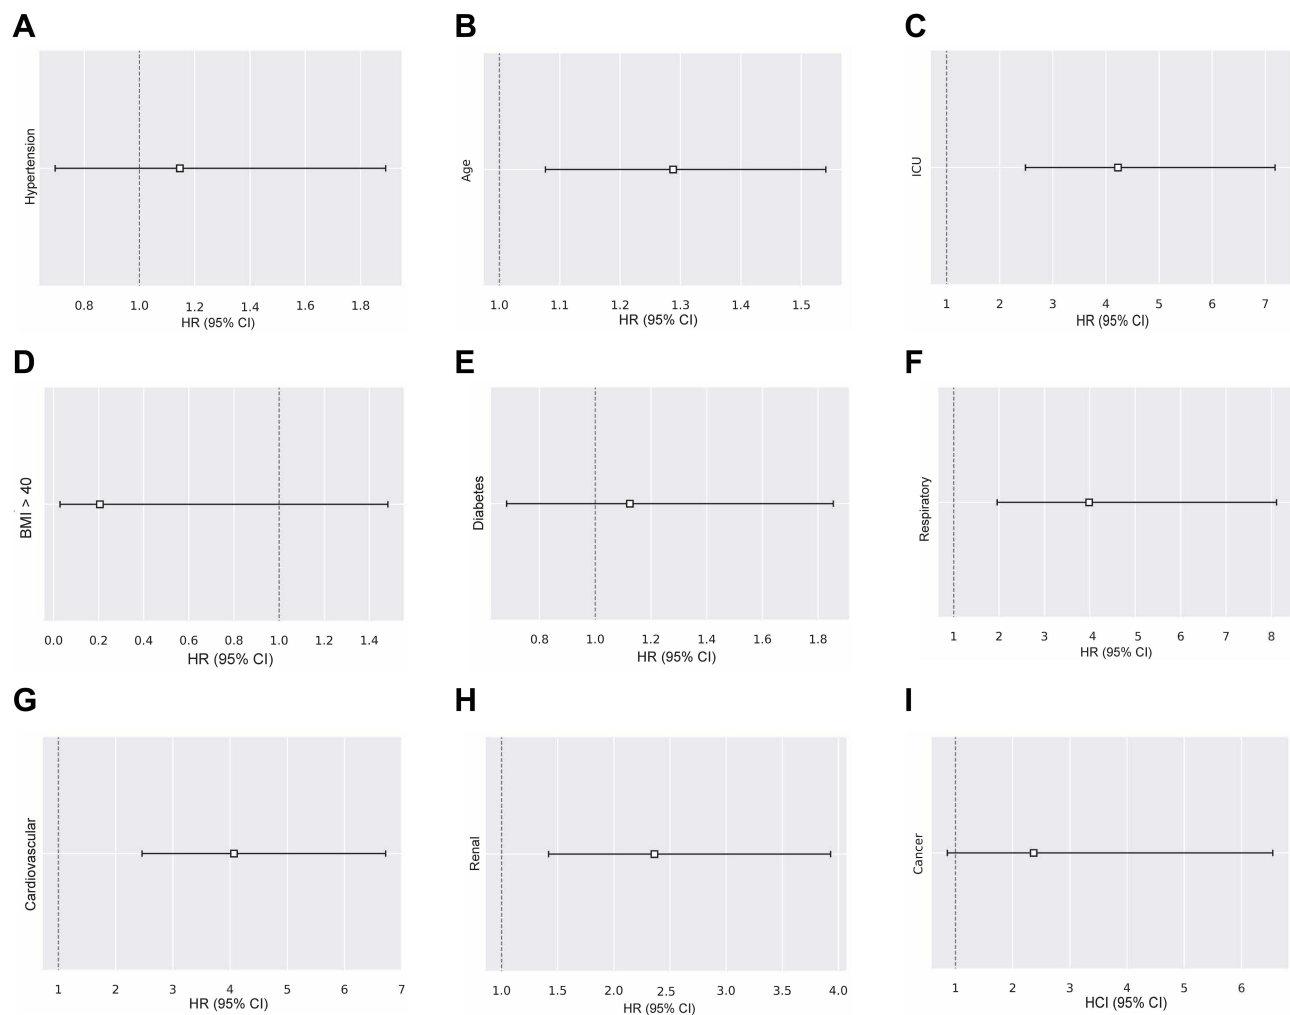 A
B
C
Hypertension
Age
ICU
0.8 1.0 1.2 1.4 1.6 1.8
HR (95% CI)
1.0 1.1 1.2 1.3 1.4 1.5
HR (95% CI)
1 2 3 4 5 6 7
HR (95% CI)
D
E
F
BMI > 40
Diabetes
Respiratory
0.0 0.2 0.4 0.6 0.8 1.0 1.2 1.4
HR (95% CI)
0.8 1.0 1.2 1.4 1.6 1.8
HR (95% CI)
1 2 3 4 5 6 7 8
HR (95% CI)
G
H
I
Cardiovascular
Renal
Cancer
1 2 3 4 5 6 7
HR (95% CI)
1.0 1.5 2.0 2.5 3.0 3.5 4.0
HR (95% CI)
1 2 3 4 5 6
HCI (95% CI)